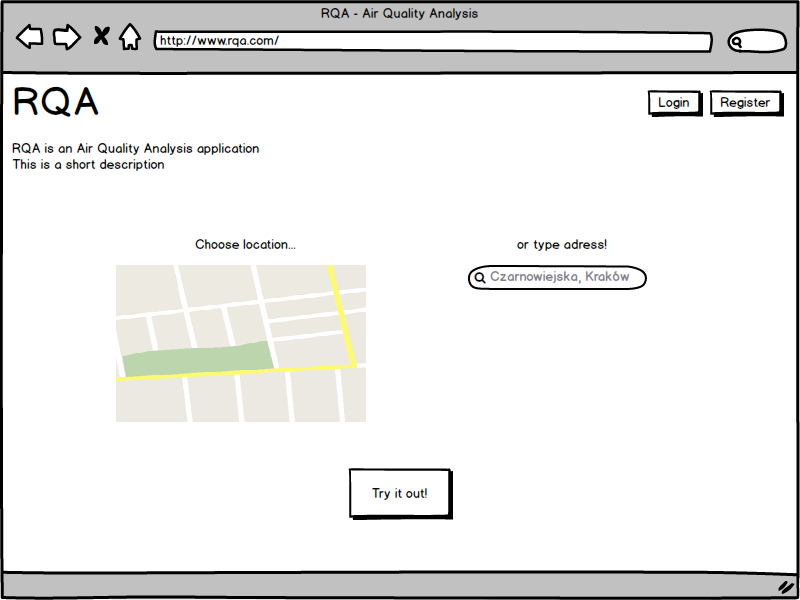 RQA - Air Quality Analysis
http://www.rqa.com/
RQA
Login
Register
RQA is an Air Quality Analysis application
This is a short description
Choose location...
or type adress!
Czarnowiejska, Kraków
Try it out!